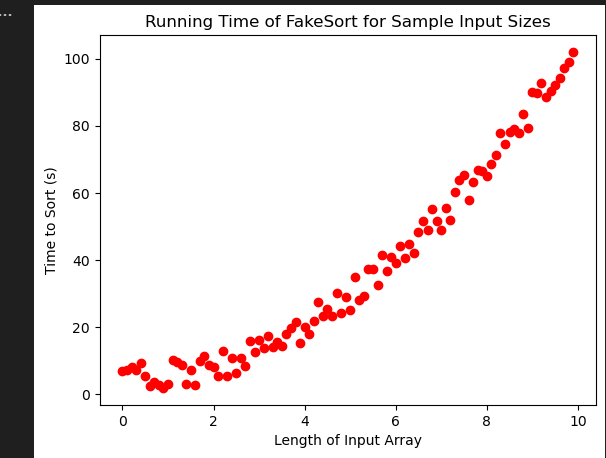 Running Time of FakeSort for Sample Input Sizes
100
80
60
40
20
0
Time to Sort (s)
0 2 4 6 8 10
Length of Input Array